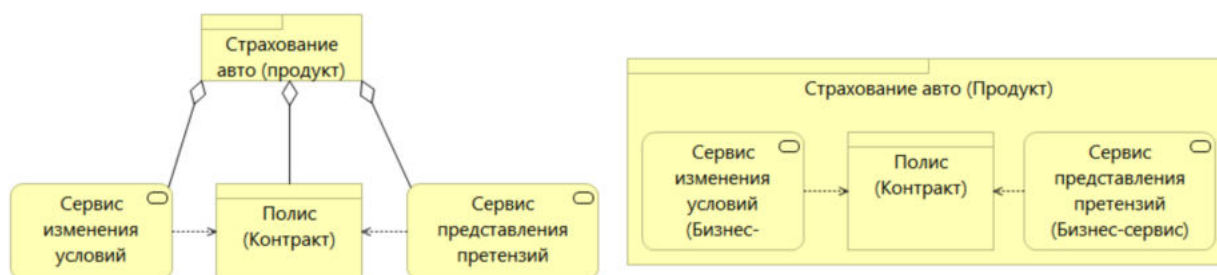 Страхование
авто (продукт)
Сервис
изменения
условий
Полис
(Контракт)
Сервис
представления
претензий
Страхование авто (Продукт)
Сервис
изменения
условий
(Бизнес-
Полис
(Контракт)
Сервис
представления
претензий
(Бизнес-сервис)